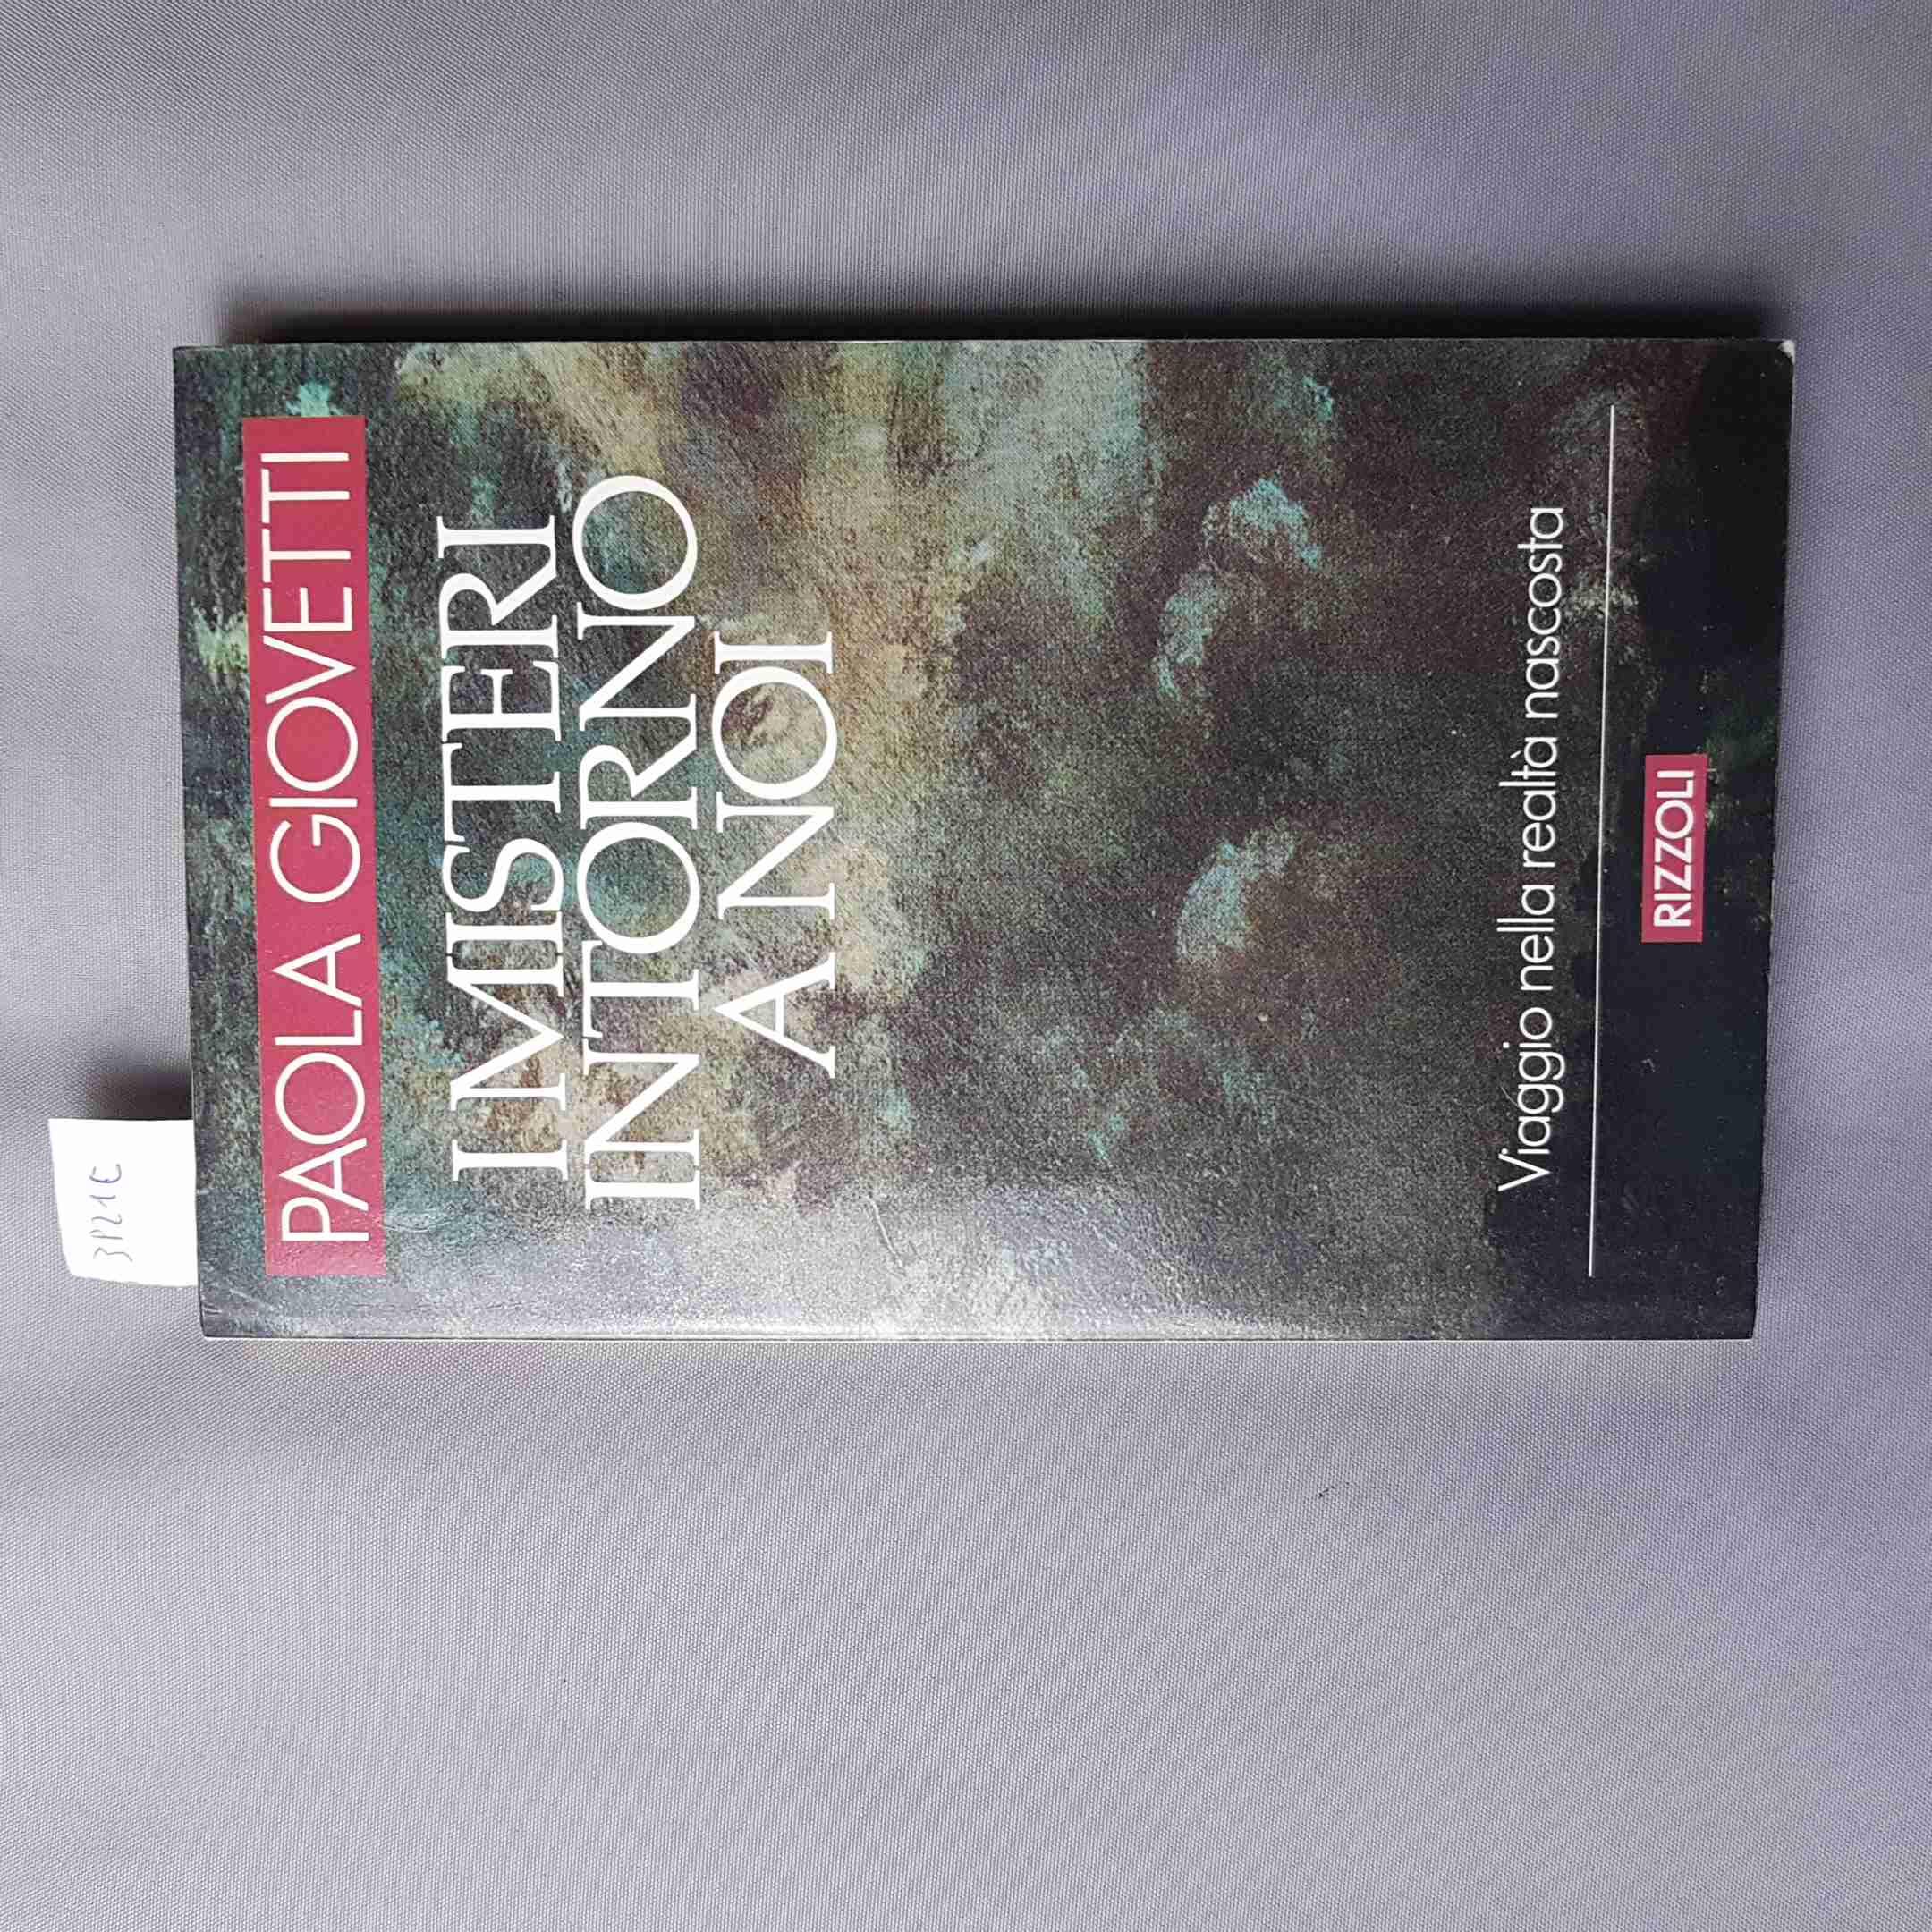 PAOLA GIOVETTI
I MISTERI
INTORNO
A NOI
Viaggio nella realtà nascosta
RIZZOLI